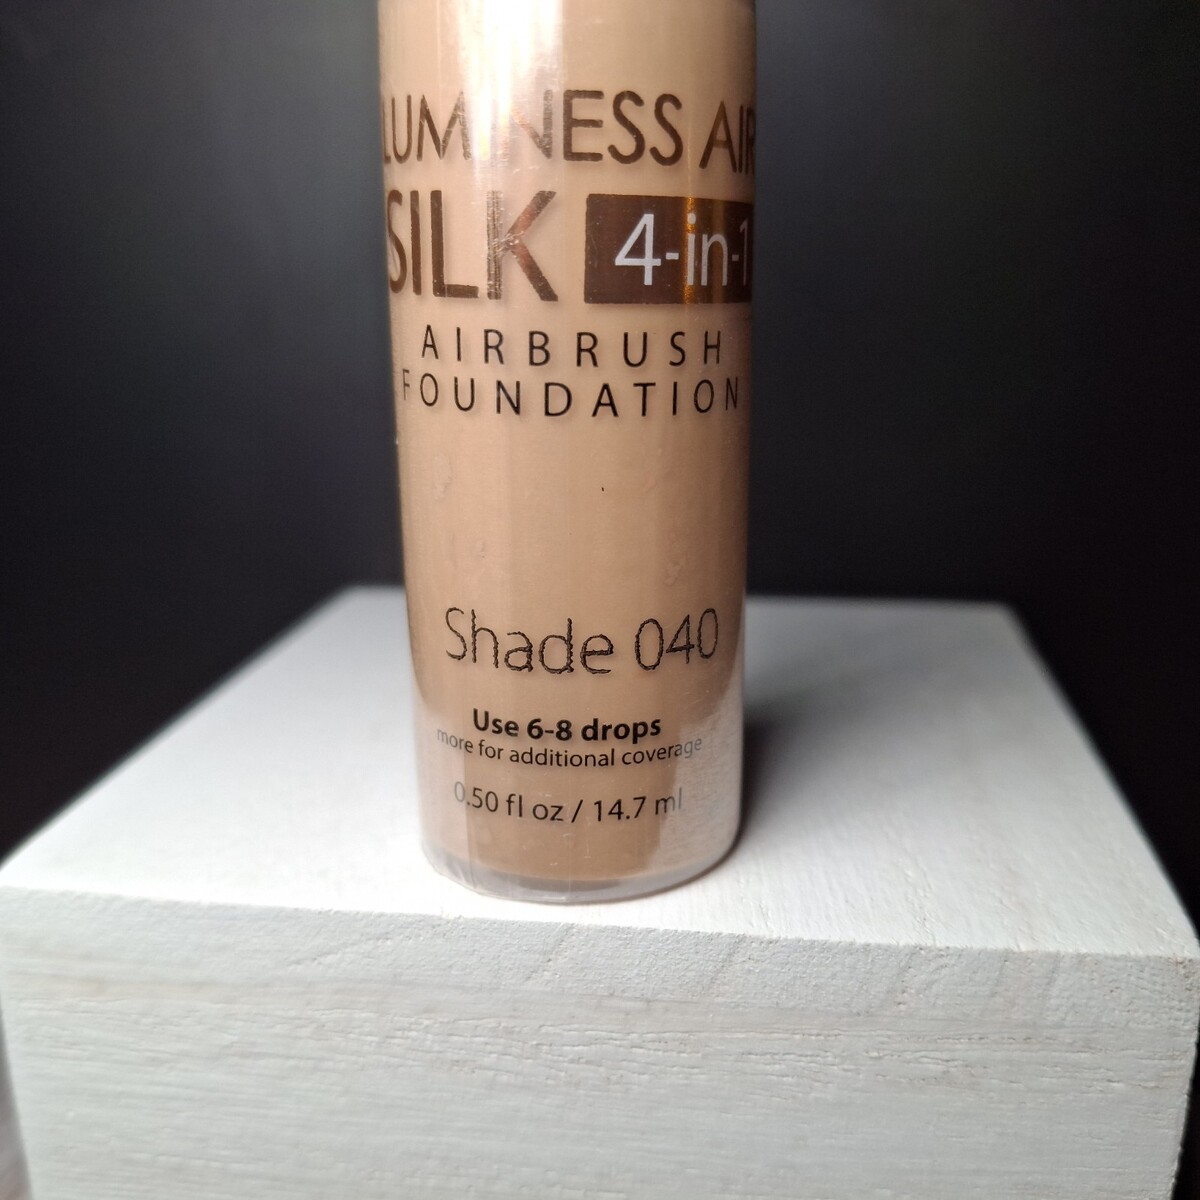 LUMINESS AIR
SILK 4-in-1
AIRBRUSH
FOUNDATION
Shade 040
Use 6-8 drops
more for additional coverage
0.50 fl oz / 14.7 ml